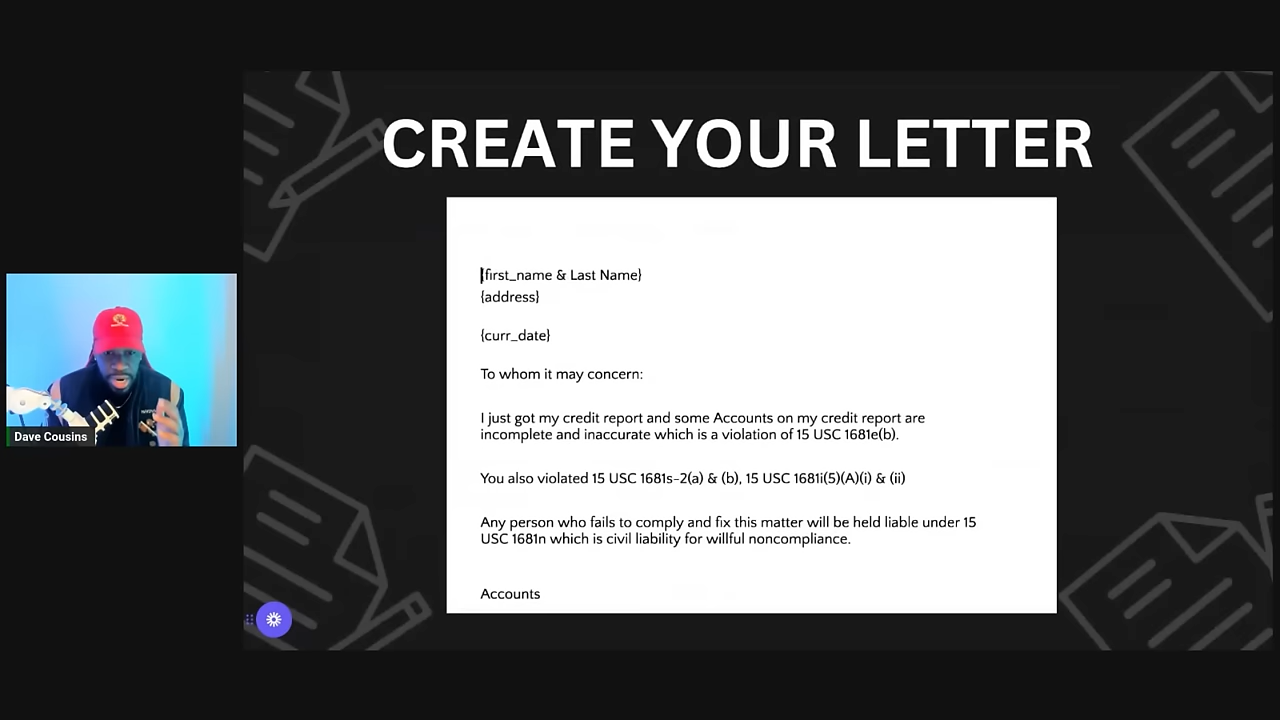 CREATE YOUR LETTER
{first_name & Last Name}
{address}
{curr_date}
To whom it may concern:
I just got my credit report and some Accounts on my credit report are
incomplete and inaccurate which is a violation of 15 USC 1681e(b).
You also violated 15 USC 1681s-2(a) & (b), 15 USC 1681i(5)(A)(i) & (ii)
Any person who fails to comply and fix this matter will be held liable under 15
USC 1681n which is civil liability for willful noncompliance.
Accounts
Dave Cousins